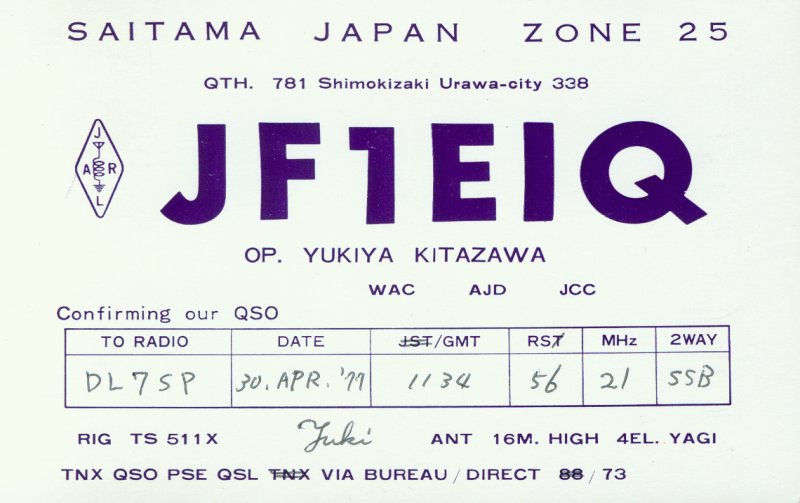 SAITAMA JAPAN ZONE 25
QTH. 781 Shimokizaki Urawa-city 338
J
A R
L
JF1EIQ
OP. YUKIYA KITAZAWA
WAC AJD JCC
Confirming our QSO
TO RADIO DATE JST/GMT RST MHz 2WAY
DL7SP 30. APR. '77 1134 56 21 SSB
RIG TS 511X Yuki ANT 16M. HIGH 4EL. YAGI
TNX QSO PSE QSL TNX VIA BUREAU / DIRECT 88 / 73